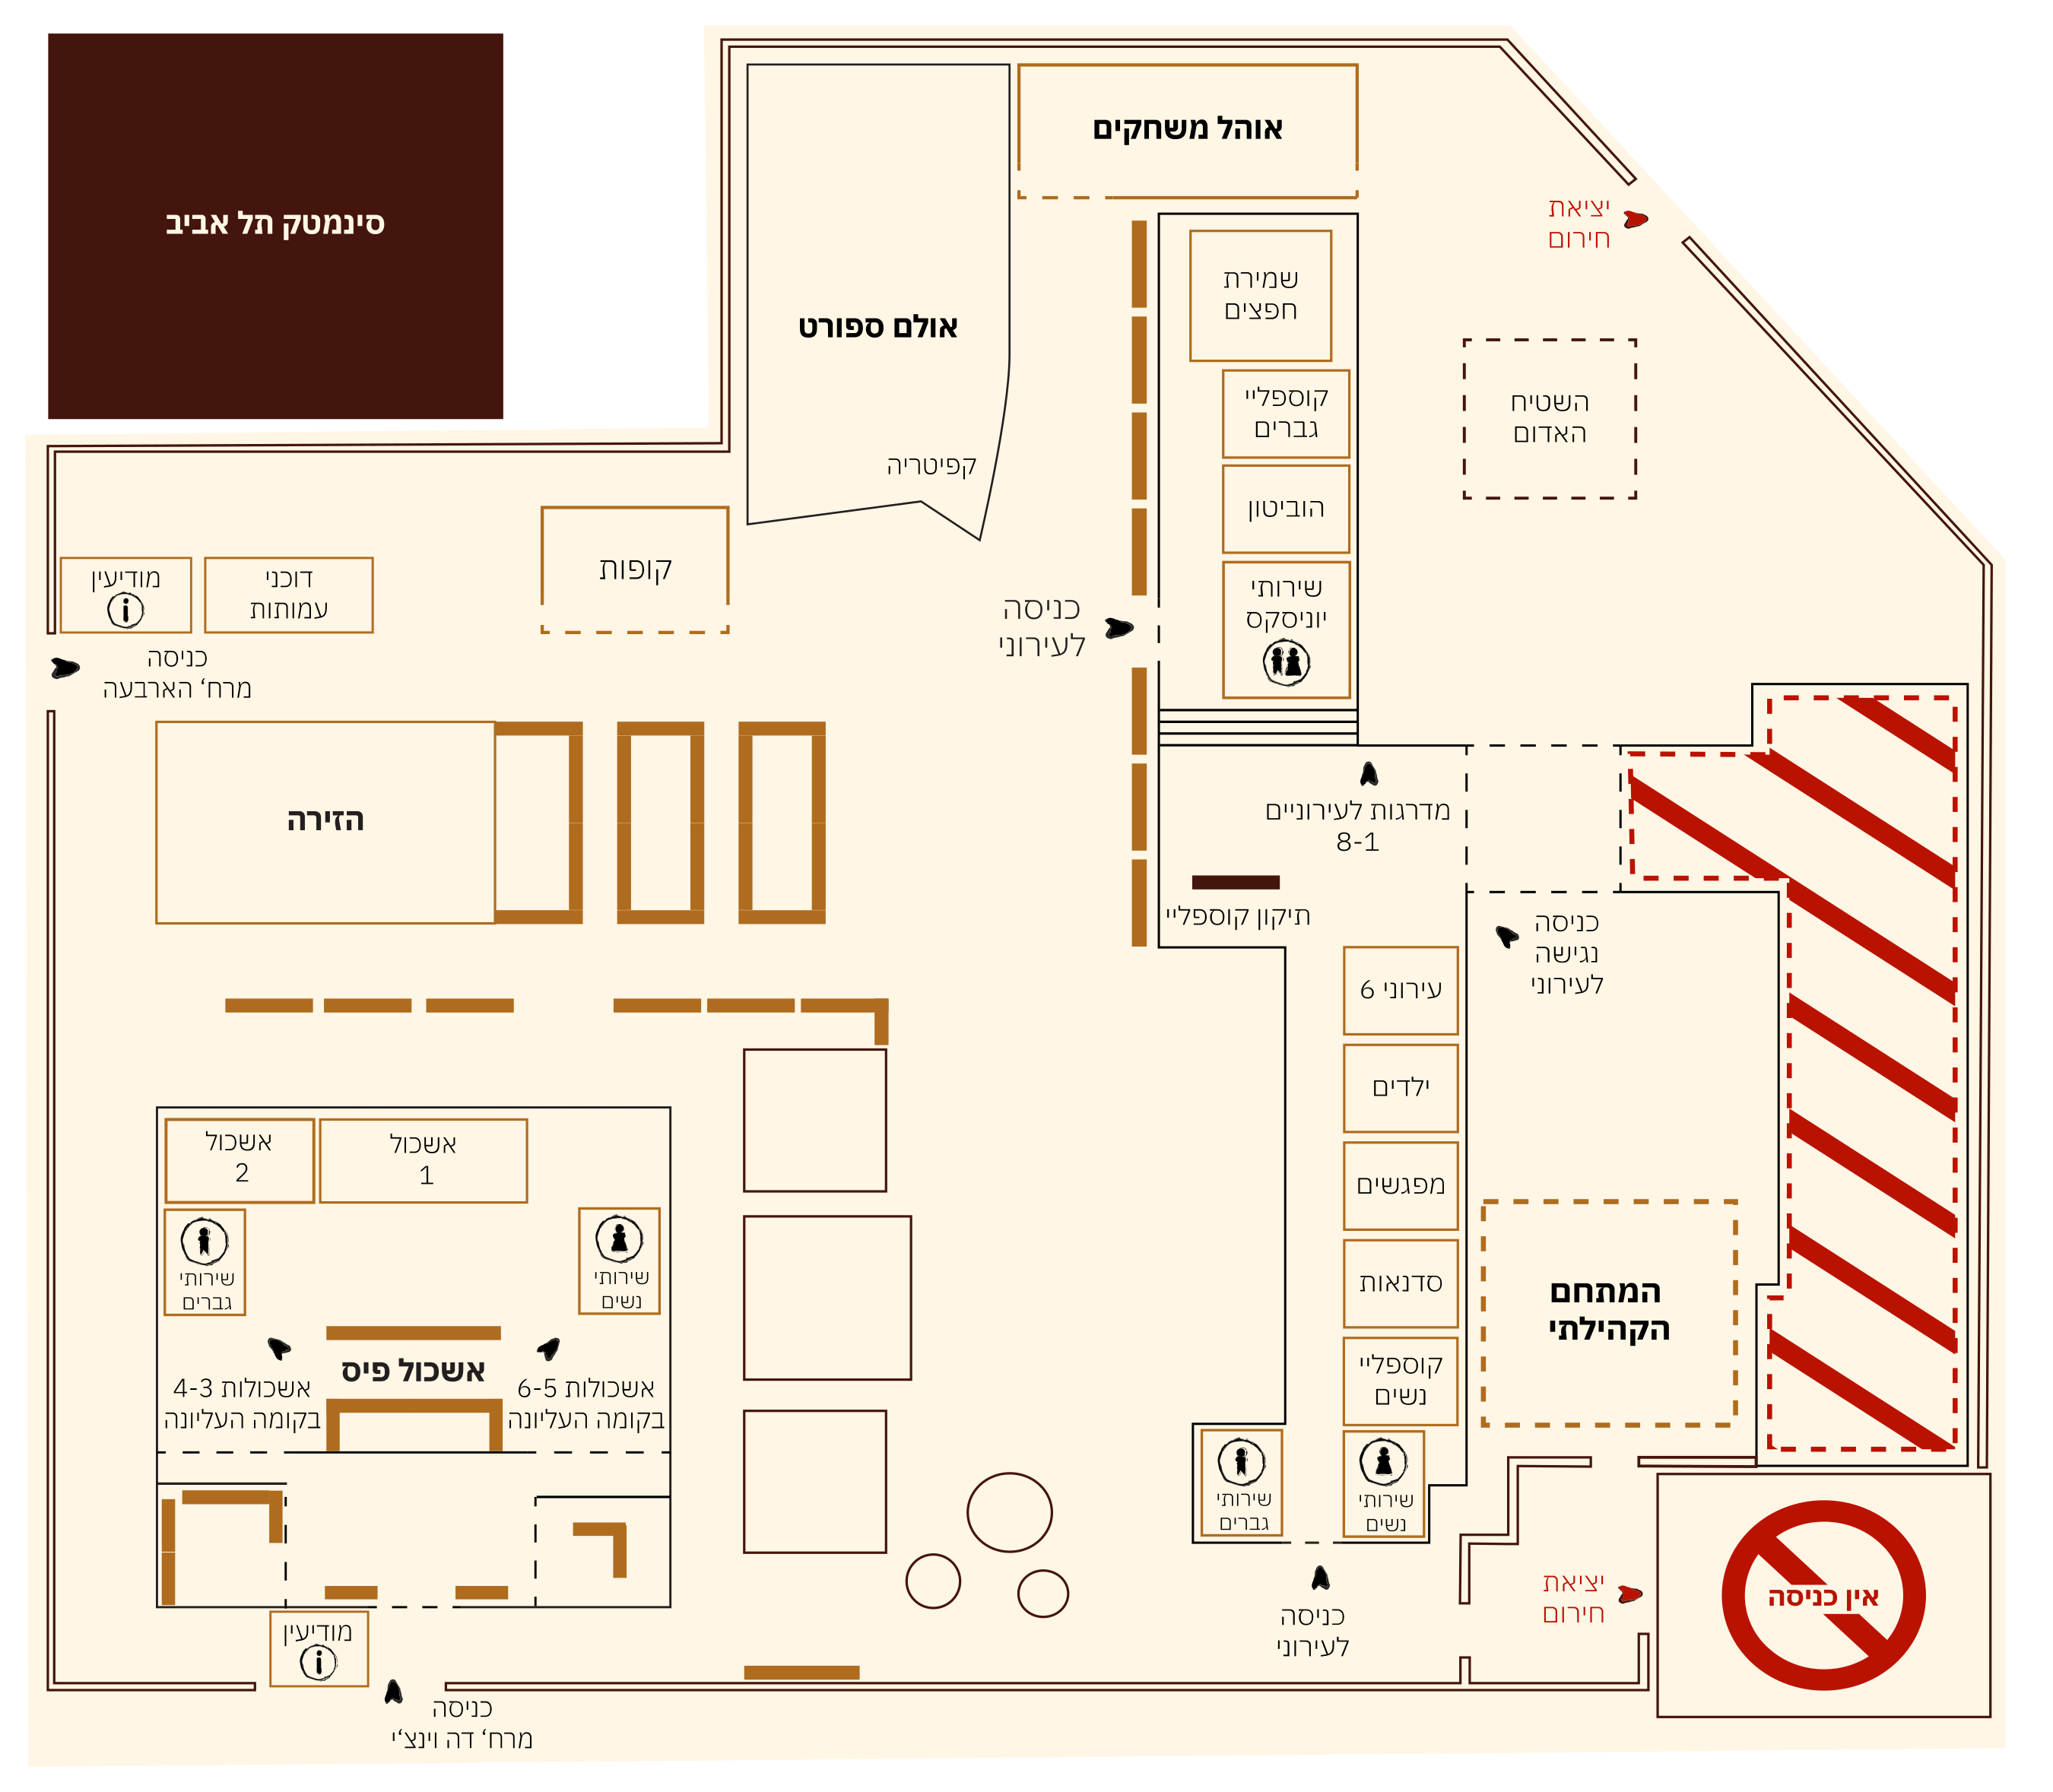 סינמטק תל אביב
אוהל משחקים
יציאת
חירום
אולם ספורט
קפיטריה
שמירת
חפצים
קוספליי
גברים
הוביטון
שירותי
יוניסקס
השטיח
האדום
מודיעין
דוכני
עמותות
קופות
כניסה
לעירוני
כניסה
מרח׳ הארבעה
הזירה
מדרגות לעירוניים
8-1
תיקון קוספליי
כניסה
נגישה
לעירוני
עירוני 6
ילדים
מפגשים
סדנאות
קוספליי
נשים
המתחם
הקהילתי
אשכול
1
אשכול
2
שירותי
נשים
שירותי
גברים
אשכול פיס
אשכולות 6-5
בקומה העליונה
אשכולות 4-3
בקומה העליונה
שירותי
נשים
שירותי
גברים
כניסה
לעירוני
יציאת
חירום
אין כניסה
מודיעין
כניסה
מרח׳ דה וינצ׳י